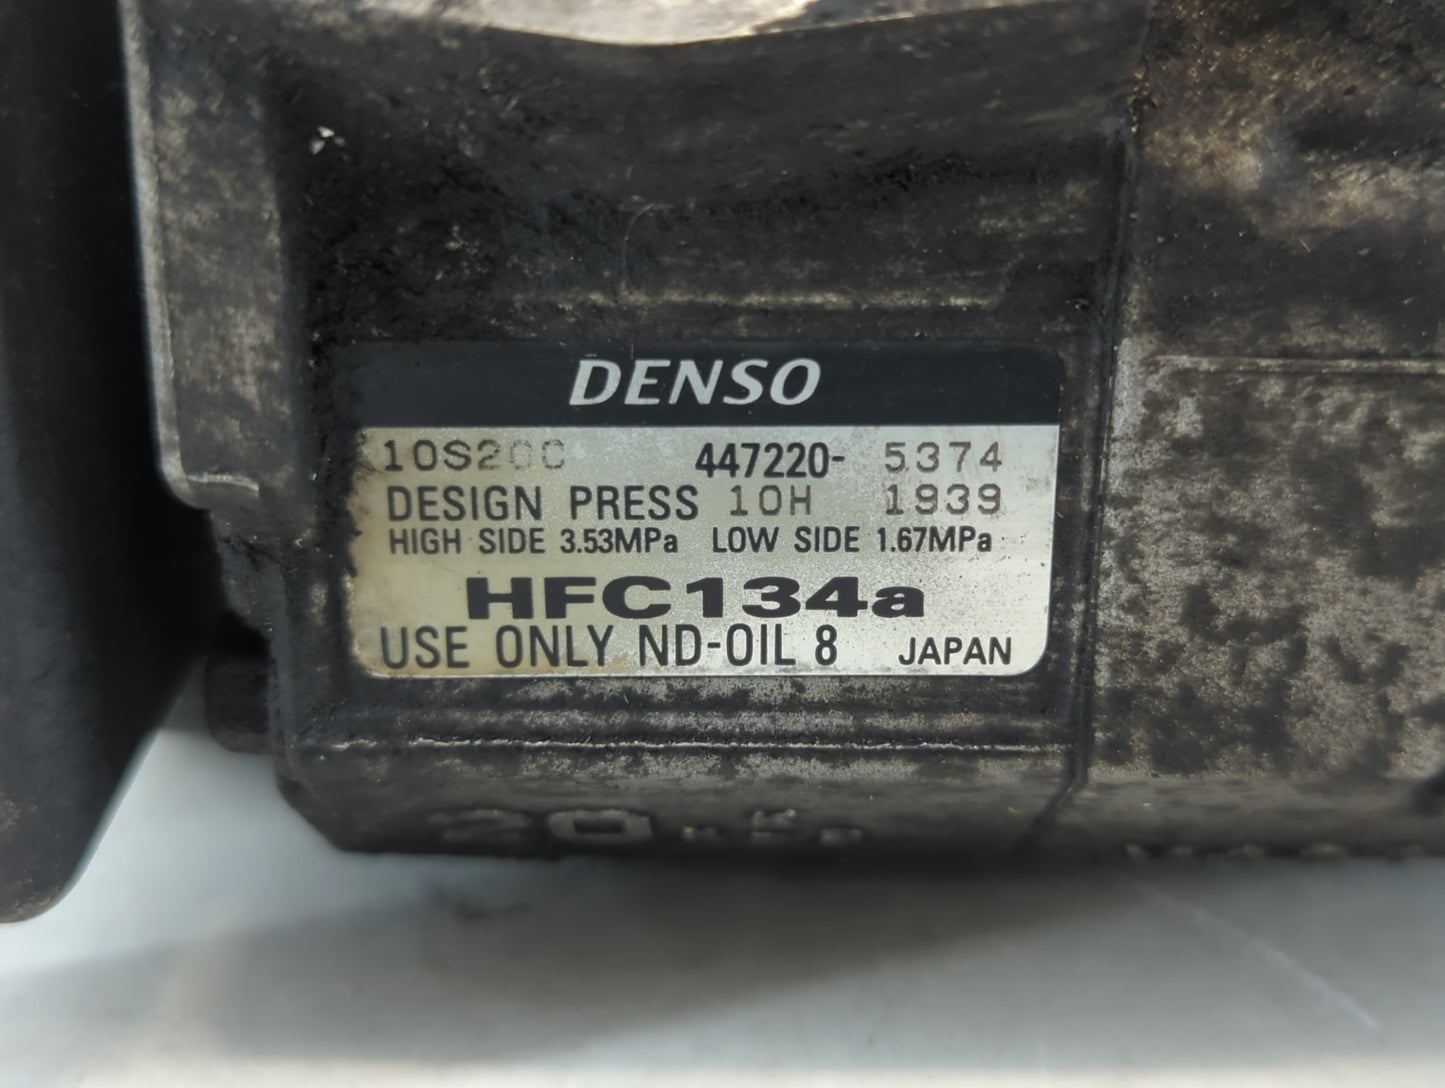 DENSO
10S20C 447220- 5374
DESIGN PRESS 10H 1939
HIGH SIDE 3.53MPa LOW SIDE 1.67MPa
HFC134a
USE ONLY ND-OIL 8 JAPAN
20